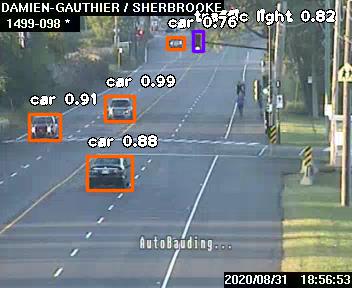 DAMIEN-GAUTHIER / SHERBROOKE
1499-098 *
traffic light 0.82
car 0.76
car 0.99
car 0.91
car 0.88
AutoBauding...
2020/08/31 18:56:53